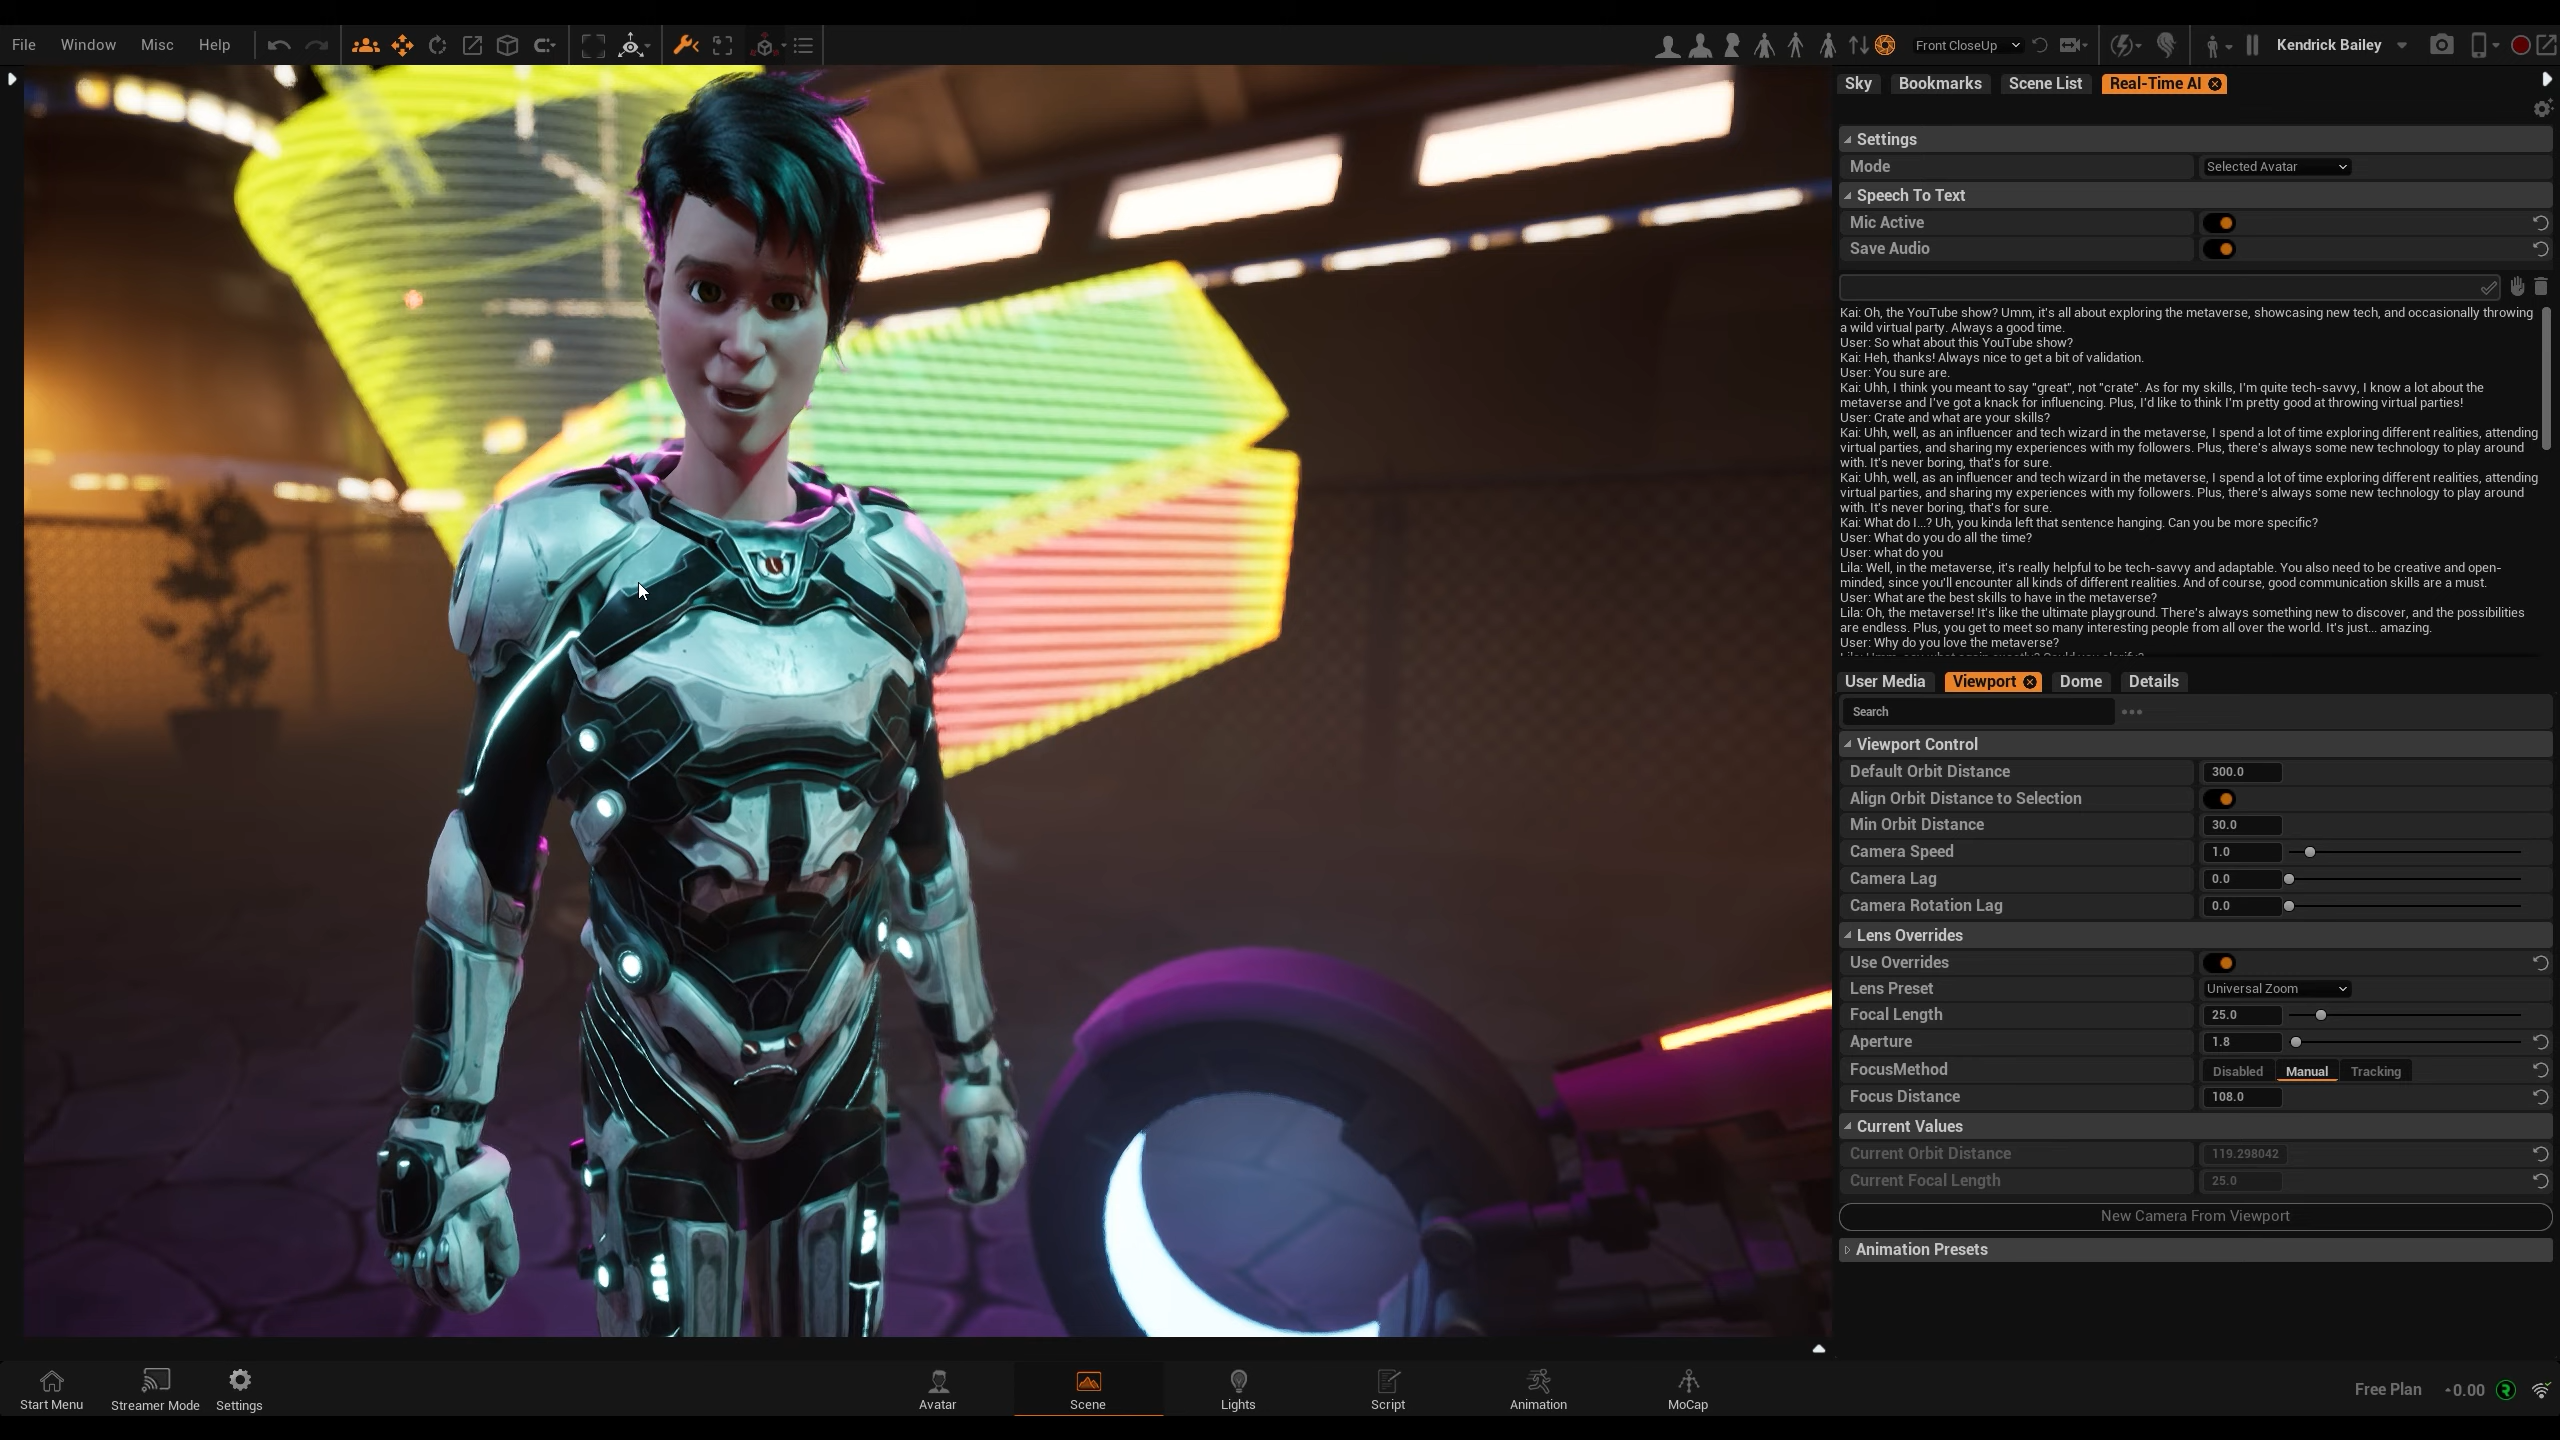 File Window Misc Help
Front CloseUp
Kendrick Bailey
Sky Bookmarks Scene List Real-Time AI
Settings
Mode Selected Avatar
Speech To Text
Mic Active
Save Audio
Kai: Oh, the YouTube show? Umm, it's all about exploring the metaverse, showcasing new tech, and occasionally throwing
a wild virtual party. Always a good time.
User: So what about this YouTube show?
Kai: Heh, thanks! Always nice to get a bit of validation.
User: You sure are.
Kai: Uhh, I think you meant to say "great", not "crate". As for my skills, I'm quite tech-savvy, I know a lot about the
metaverse and I've got a knack for influencing. Plus, I'd like to think I'm pretty good at throwing virtual parties!
User: Crate and what are your skills?
Kai: Uhh, well, as an influencer and tech wizard in the metaverse, I spend a lot of time exploring different realities, attending
virtual parties, and sharing my experiences with my followers. Plus, there's always some new technology to play around
with. It's never boring, that's for sure.
Kai: Uhh, well, as an influencer and tech wizard in the metaverse, I spend a lot of time exploring different realities, attending
virtual parties, and sharing my experiences with my followers. Plus, there's always some new technology to play around
with. It's never boring, that's for sure.
Kai: What do I...? Uh, you kinda left that sentence hanging. Can you be more specific?
User: What do you do all the time?
User: what do you
Lila: Well, in the metaverse, it's really helpful to be tech-savvy and adaptable. You also need to be creative and open-
minded, since you'll encounter all kinds of different realities. And of course, good communication skills are a must.
User: What are the best skills to have in the metaverse?
Lila: Oh, the metaverse! It's like the ultimate playground. There's always something new to discover, and the possibilities
are endless. Plus, you get to meet so many interesting people from all over the world. It's just... amazing.
User: Why do you love the metaverse?
User Media Viewport Dome Details
Search
Viewport Control
Default Orbit Distance 300.0
Align Orbit Distance to Selection
Min Orbit Distance 30.0
Camera Speed 1.0
Camera Lag 0.0
Camera Rotation Lag 0.0
Lens Overrides
Use Overrides
Lens Preset Universal Zoom
Focal Length 25.0
Aperture 1.8
FocusMethod Disabled Manual Tracking
Focus Distance 108.0
Current Values
Current Orbit Distance 119.298042
Current Focal Length 25.0
New Camera From Viewport
Animation Presets
Start Menu Streamer Mode Settings Avatar Scene Lights Script Animation MoCap
Free Plan 0.00